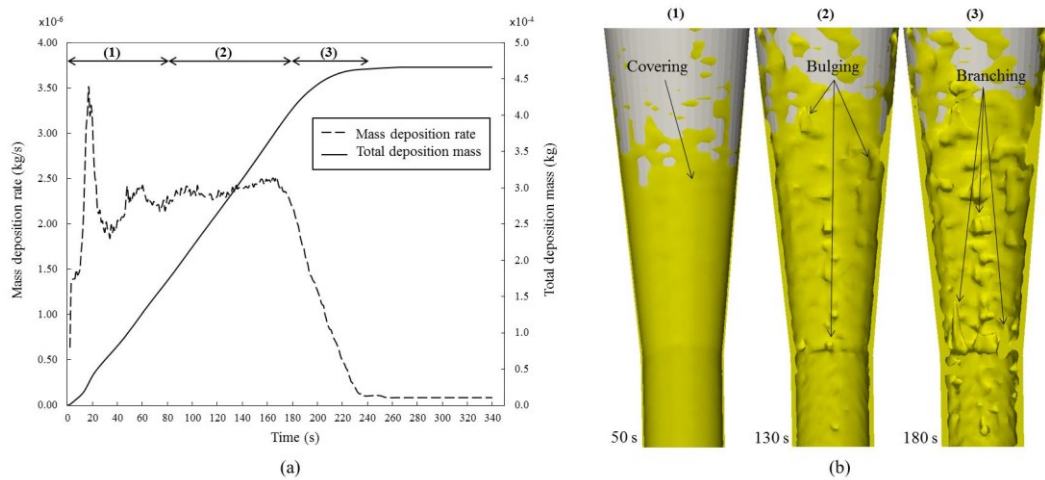 ×10⁻⁶
×10⁻⁴
4.00
3.50
3.00
2.50
2.00
1.50
1.00
0.50
0.00
Mass deposition rate (kg/s)
(1) (2) (3)
Mass deposition rate
Total deposition mass
5.0
4.5
4.0
3.5
3.0
2.5
2.0
1.5
1.0
0.5
0.0
Total deposition mass (kg)
0 20 40 60 80 100 120 140 160 180 200 220 240 260 280 300 320 340
Time (s)
(a)
(1) (2) (3)
Covering
Bulging
Branching
50 s
130 s
180 s
(b)